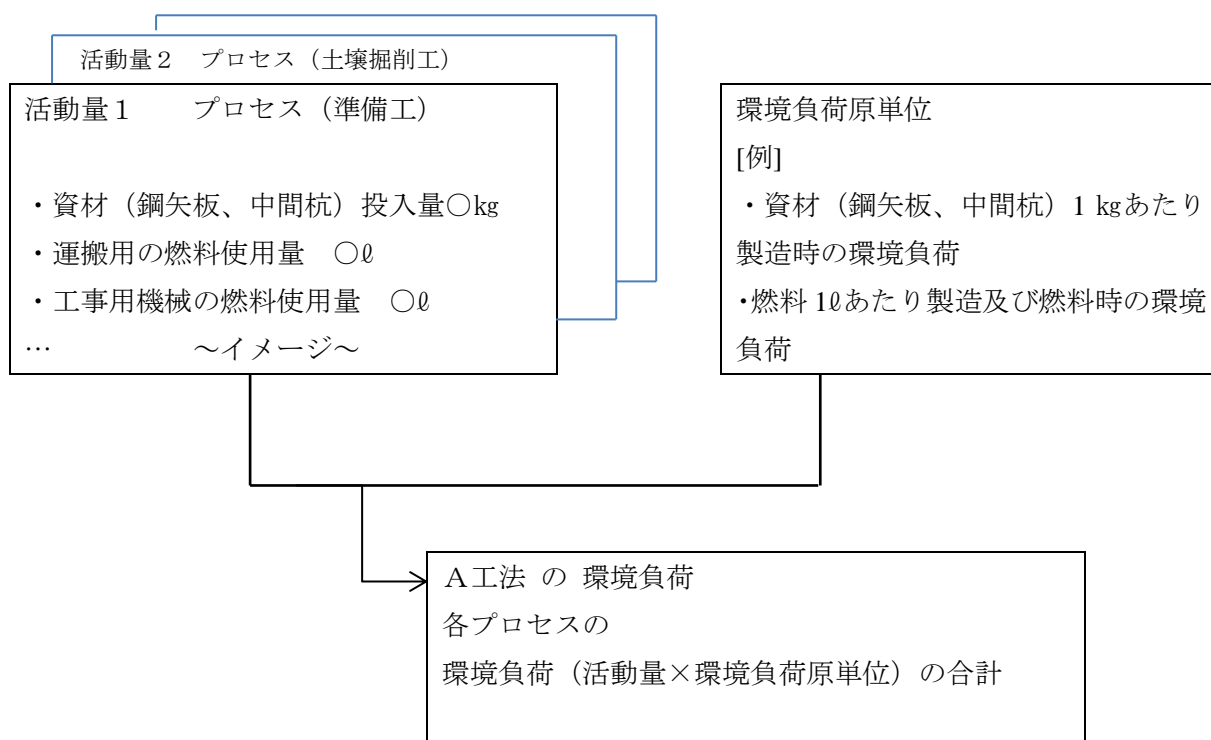 活動量２　プロセス（土壌掘削工）
活動量１　　プロセス（準備工）
・資材（鋼矢板、中間杭）投入量○㎏
・運搬用の燃料使用量　○ℓ
・工事用機械の燃料使用量　○ℓ
…　　　　　～イメージ～
環境負荷原単位
[例]
・資材（鋼矢板、中間杭）1 ㎏あたり
製造時の環境負荷
・燃料 1ℓあたり製造及び燃料時の環境
負荷
Ａ工法 の 環境負荷
各プロセスの
環境負荷（活動量×環境負荷原単位）の合計